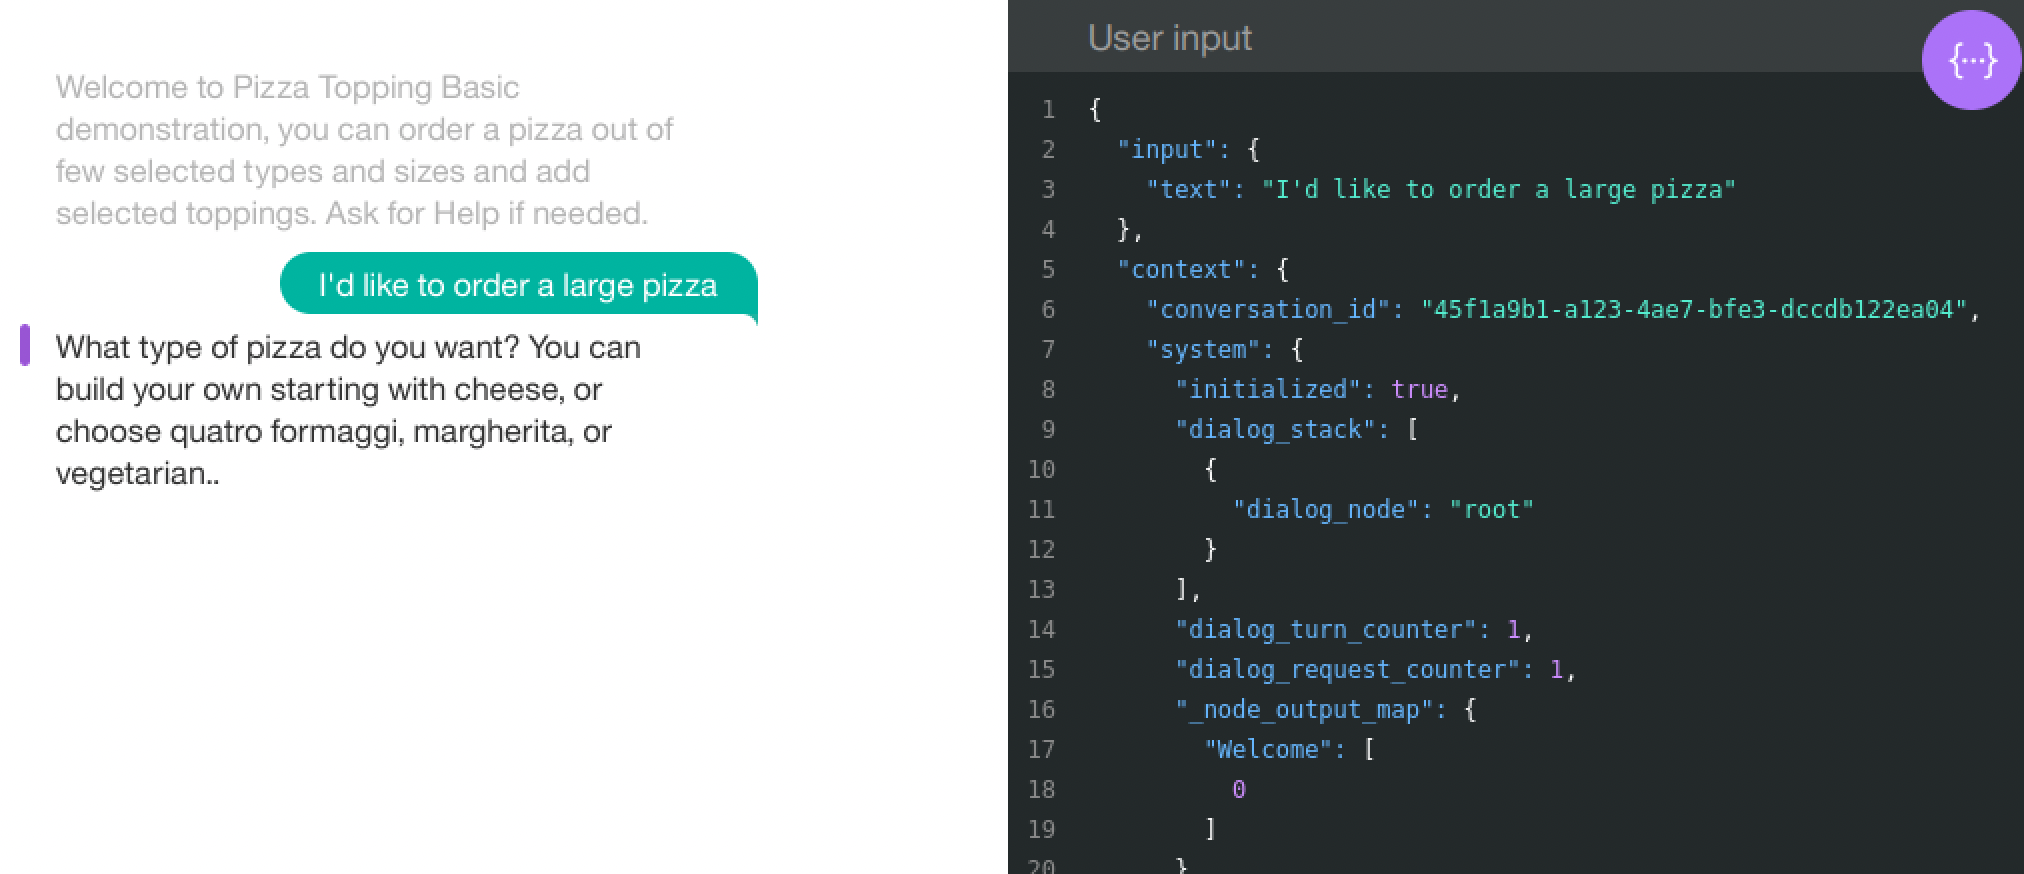 Welcome to Pizza Topping Basic
demonstration, you can order a pizza out of
few selected types and sizes and add
selected toppings. Ask for Help if needed.
I'd like to order a large pizza
What type of pizza do you want? You can
build your own starting with cheese, or
choose quatro formaggi, margherita, or
vegetarian..
User input
{···}
1 {
2 "input": {
3 "text": "I'd like to order a large pizza"
4 },
5 "context": {
6 "conversation_id": "45f1a9b1-a123-4ae7-bfe3-dccdb122ea04",
7 "system": {
8 "initialized": true,
9 "dialog_stack": [
10 {
11 "dialog_node": "root"
12 }
13 ],
14 "dialog_turn_counter": 1,
15 "dialog_request_counter": 1,
16 "_node_output_map": {
17 "Welcome": [
18 0
19 ]
20 }